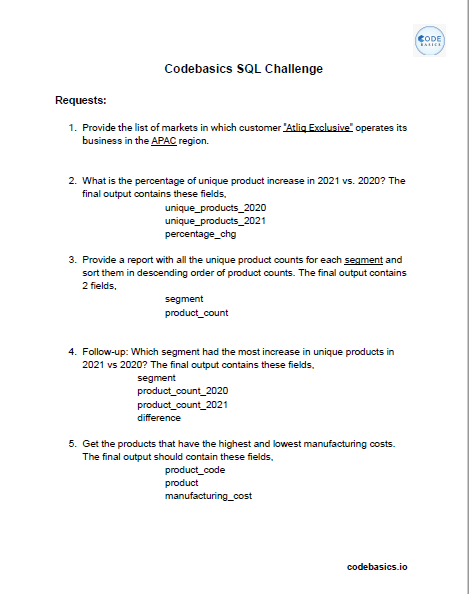 CODE
BASICS
Codebasics SQL Challenge
Requests:
1. Provide the list of markets in which customer "Atliq Exclusive" operates its
business in the APAC region.
2. What is the percentage of unique product increase in 2021 vs. 2020? The
final output contains these fields,
unique_products_2020
unique_products_2021
percentage_chg
3. Provide a report with all the unique product counts for each segment and
sort them in descending order of product counts. The final output contains
2 fields,
segment
product_count
4. Follow-up: Which segment had the most increase in unique products in
2021 vs 2020? The final output contains these fields,
segment
product_count_2020
product_count_2021
difference
5. Get the products that have the highest and lowest manufacturing costs.
The final output should contain these fields,
product_code
product
manufacturing_cost
codebasics.io